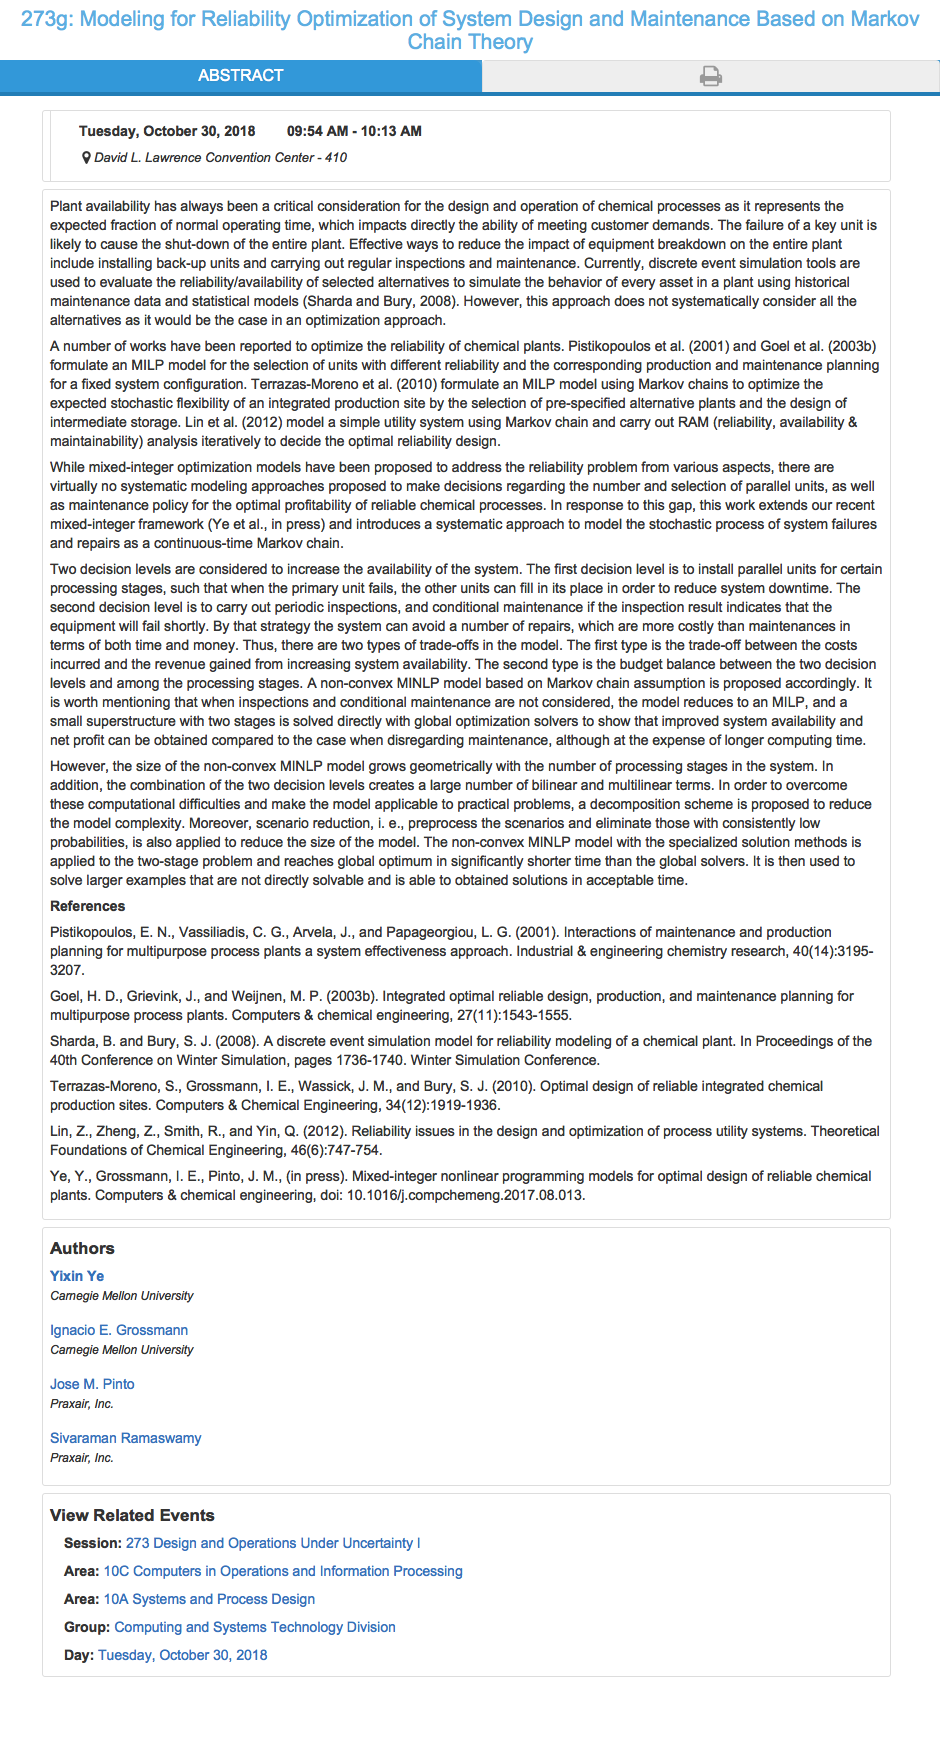 273g: Modeling for Reliability Optimization of System Design and Maintenance Based on Markov
Chain Theory
ABSTRACT
Tuesday, October 30, 2018 09:54 AM - 10:13 AM
David L. Lawrence Convention Center - 410
Plant availability has always been a critical consideration for the design and operation of chemical processes as it represents the
expected fraction of normal operating time, which impacts directly the ability of meeting customer demands. The failure of a key unit is
likely to cause the shut-down of the entire plant. Effective ways to reduce the impact of equipment breakdown on the entire plant
include installing back-up units and carrying out regular inspections and maintenance. Currently, discrete event simulation tools are
used to evaluate the reliability/availability of selected alternatives to simulate the behavior of every asset in a plant using historical
maintenance data and statistical models (Sharda and Bury, 2008). However, this approach does not systematically consider all the
alternatives as it would be the case in an optimization approach.
A number of works have been reported to optimize the reliability of chemical plants. Pistikopoulos et al. (2001) and Goel et al. (2003b)
formulate an MILP model for the selection of units with different reliability and the corresponding production and maintenance planning
for a fixed system configuration. Terrazas-Moreno et al. (2010) formulate an MILP model using Markov chains to optimize the
expected stochastic flexibility of an integrated production site by the selection of pre-specified alternative plants and the design of
intermediate storage. Lin et al. (2012) model a simple utility system using Markov chain and carry out RAM (reliability, availability &
maintainability) analysis iteratively to decide the optimal reliability design.
While mixed-integer optimization models have been proposed to address the reliability problem from various aspects, there are
virtually no systematic modeling approaches proposed to make decisions regarding the number and selection of parallel units, as well
as maintenance policy for the optimal profitability of reliable chemical processes. In response to this gap, this work extends our recent
mixed-integer framework (Ye et al., in press) and introduces a systematic approach to model the stochastic process of system failures
and repairs as a continuous-time Markov chain.
Two decision levels are considered to increase the availability of the system. The first decision level is to install parallel units for certain
processing stages, such that when the primary unit fails, the other units can fill in its place in order to reduce system downtime. The
second decision level is to carry out periodic inspections, and conditional maintenance if the inspection result indicates that the
equipment will fail shortly. By that strategy the system can avoid a number of repairs, which are more costly than maintenances in
terms of both time and money. Thus, there are two types of trade-offs in the model. The first type is the trade-off between the costs
incurred and the revenue gained from increasing system availability. The second type is the budget balance between the two decision
levels and among the processing stages. A non-convex MINLP model based on Markov chain assumption is proposed accordingly. It
is worth mentioning that when inspections and conditional maintenance are not considered, the model reduces to an MILP, and a
small superstructure with two stages is solved directly with global optimization solvers to show that improved system availability and
net profit can be obtained compared to the case when disregarding maintenance, although at the expense of longer computing time.
However, the size of the non-convex MINLP model grows geometrically with the number of processing stages in the system. In
addition, the combination of the two decision levels creates a large number of bilinear and multilinear terms. In order to overcome
these computational difficulties and make the model applicable to practical problems, a decomposition scheme is proposed to reduce
the model complexity. Moreover, scenario reduction, i. e., preprocess the scenarios and eliminate those with consistently low
probabilities, is also applied to reduce the size of the model. The non-convex MINLP model with the specialized solution methods is
applied to the two-stage problem and reaches global optimum in significantly shorter time than the global solvers. It is then used to
solve larger examples that are not directly solvable and is able to obtained solutions in acceptable time.
References
Pistikopoulos, E. N., Vassiliadis, C. G., Arvela, J., and Papageorgiou, L. G. (2001). Interactions of maintenance and production
planning for multipurpose process plants a system effectiveness approach. Industrial & engineering chemistry research, 40(14):3195-
3207.
Goel, H. D., Grievink, J., and Weijnen, M. P. (2003b). Integrated optimal reliable design, production, and maintenance planning for
multipurpose process plants. Computers & chemical engineering, 27(11):1543-1555.
Sharda, B. and Bury, S. J. (2008). A discrete event simulation model for reliability modeling of a chemical plant. In Proceedings of the
40th Conference on Winter Simulation, pages 1736-1740. Winter Simulation Conference.
Terrazas-Moreno, S., Grossmann, I. E., Wassick, J. M., and Bury, S. J. (2010). Optimal design of reliable integrated chemical
production sites. Computers & Chemical Engineering, 34(12):1919-1936.
Lin, Z., Zheng, Z., Smith, R., and Yin, Q. (2012). Reliability issues in the design and optimization of process utility systems. Theoretical
Foundations of Chemical Engineering, 46(6):747-754.
Ye, Y., Grossmann, I. E., Pinto, J. M., (in press). Mixed-integer nonlinear programming models for optimal design of reliable chemical
plants. Computers & chemical engineering, doi: 10.1016/j.compchemeng.2017.08.013.
Authors
Yixin Ye
Carnegie Mellon University
Ignacio E. Grossmann
Carnegie Mellon University
Jose M. Pinto
Praxair, Inc.
Sivaraman Ramaswamy
Praxair, Inc.
View Related Events
Session: 273 Design and Operations Under Uncertainty I
Area: 10C Computers in Operations and Information Processing
Area: 10A Systems and Process Design
Group: Computing and Systems Technology Division
Day: Tuesday, October 30, 2018